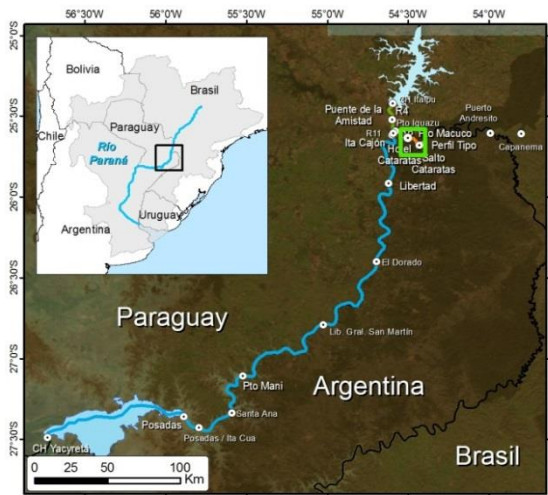 56°30'W
56°0'W
55°30'W
55°0'W
54°30'W
54°0'W
25°0'S
25°30'S
26°0'S
26°30'S
27°0'S
27°30'S
Bolivia
Brasil
Chile
Paraguay
Río
Paraná
Uruguay
Argentina
CH Itaipu
R4
Puente de la
Amistad
Pto Iguazu
R11
Ita Cajón
Pto Macuco
Hotel
Cataratas
Perfil Tipo
Salto
Cataratas
Puerto
Andresito
Capanema
Libertad
El Dorado
Lib. Gral. San Martín
Paraguay
Argentina
Pto Mani
Santa Ana
Posadas
Posadas / Ita Cua
CH Yacyretá
Brasil
0
25
50
100
Km